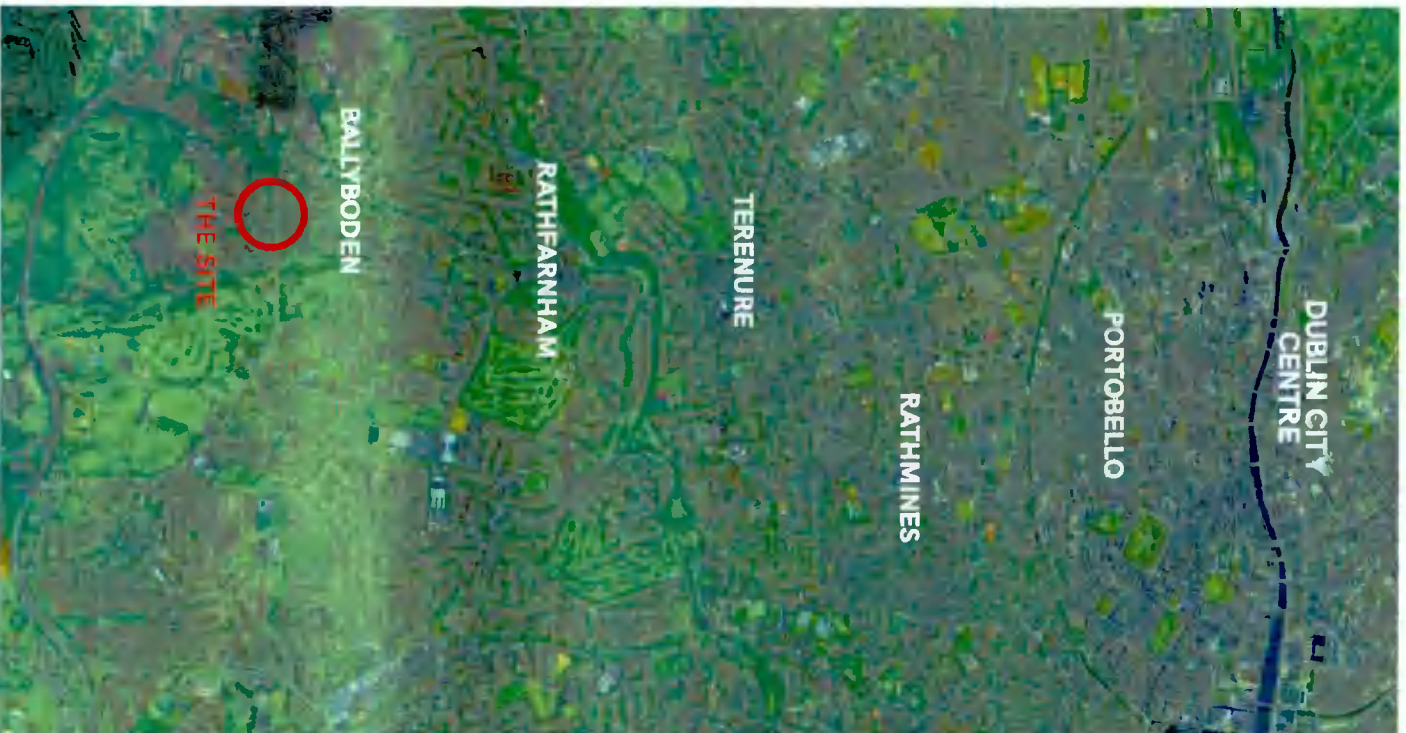 DUBLIN CITY
CENTRE
PORTOBELLO
RATHMINES
TERENURE
RATHFARNHAM
BALLYBODEN
THE SITE